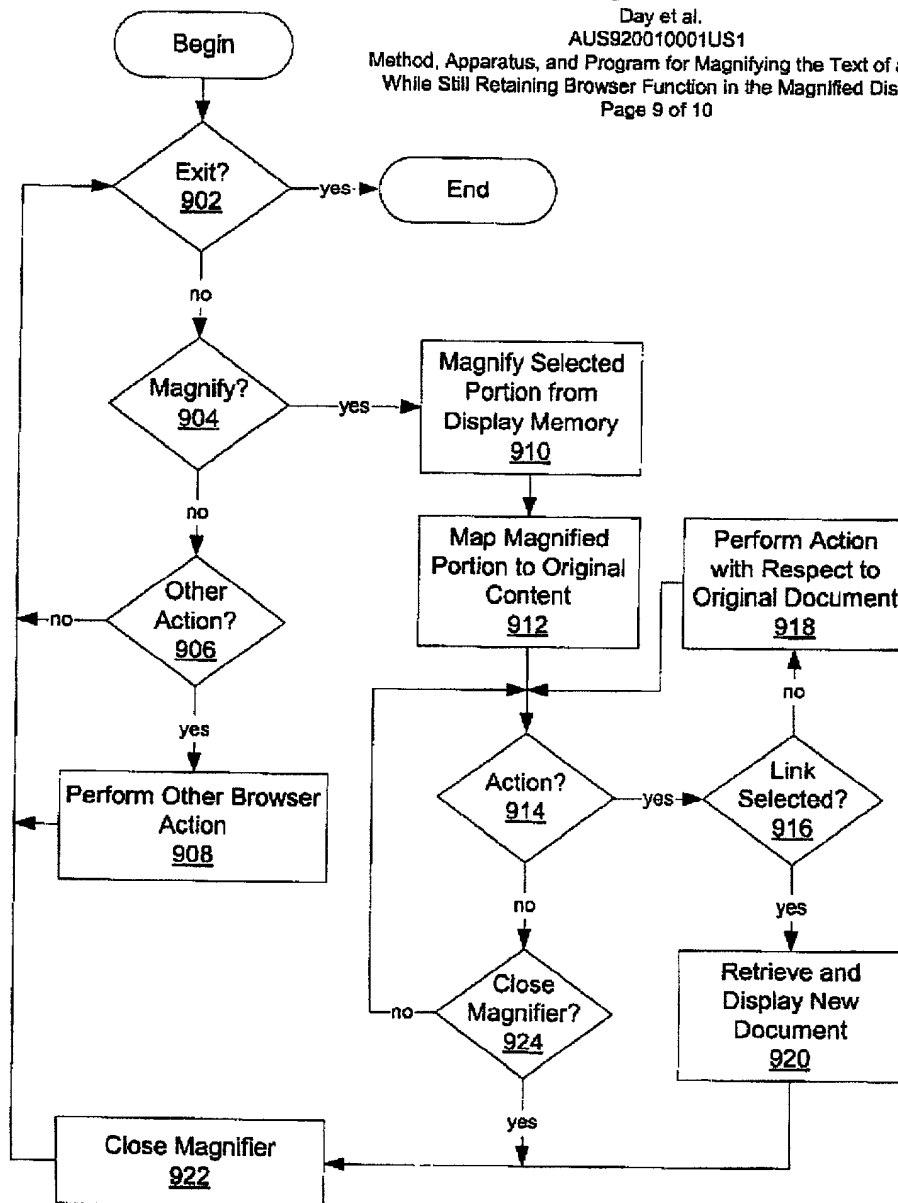 Day et al.
AUS920010001US1
Method, Apparatus, and Program for Magnifying the Text of
While Still Retaining Browser Function in the Magnified
Page 9 of 10
Begin
Exit?
902
yes
End
no
Magnify?
904
yes
Magnify Selected
Portion from
Display Memory
910
no
Map Magnified
Portion to Original
Content
912
Perform Action
with Respect to
Original Document
918
Other
Action?
906
no
yes
no
Action?
914
yes
Link
Selected?
916
Perform Other Browser
Action
908
no
yes
Close
Magnifier?
924
no
Retrieve and
Display New
Document
920
yes
Close Magnifier
922